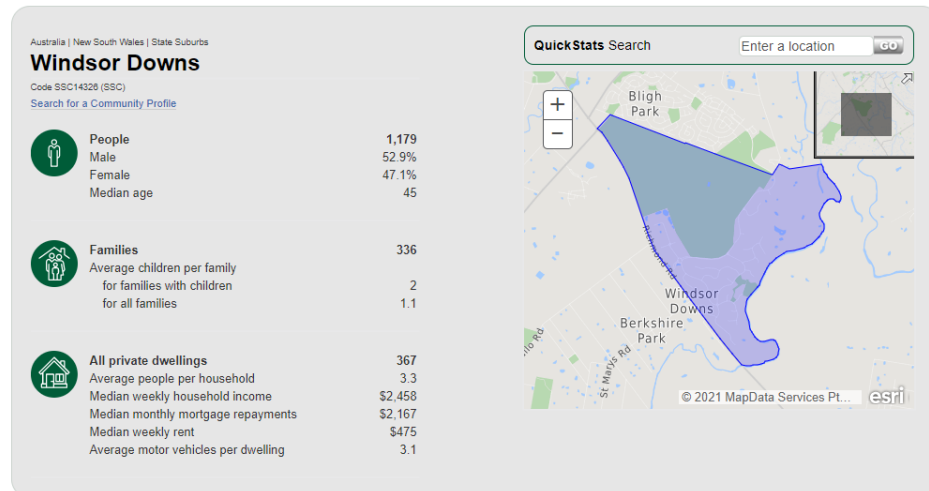 Australia | New South Wales | State Suburbs
Windsor Downs
Code SSC14326 (SSC)
Search for a Community Profile
People 1,179
Male 52.9%
Female 47.1%
Median age 45
Families 336
Average children per family
for families with children 2
for all families 1.1
All private dwellings 367
Average people per household 3.3
Median weekly household income $2,458
Median monthly mortgage repayments $2,167
Median weekly rent $475
Average motor vehicles per dwelling 3.1
QuickStats Search Enter a location GO
+
−
Bligh
Park
Richmond Rd
Windsor
Downs
Berkshire
Park
St Marys Rd
llo Rd
© 2021 MapData Services Pt... esri